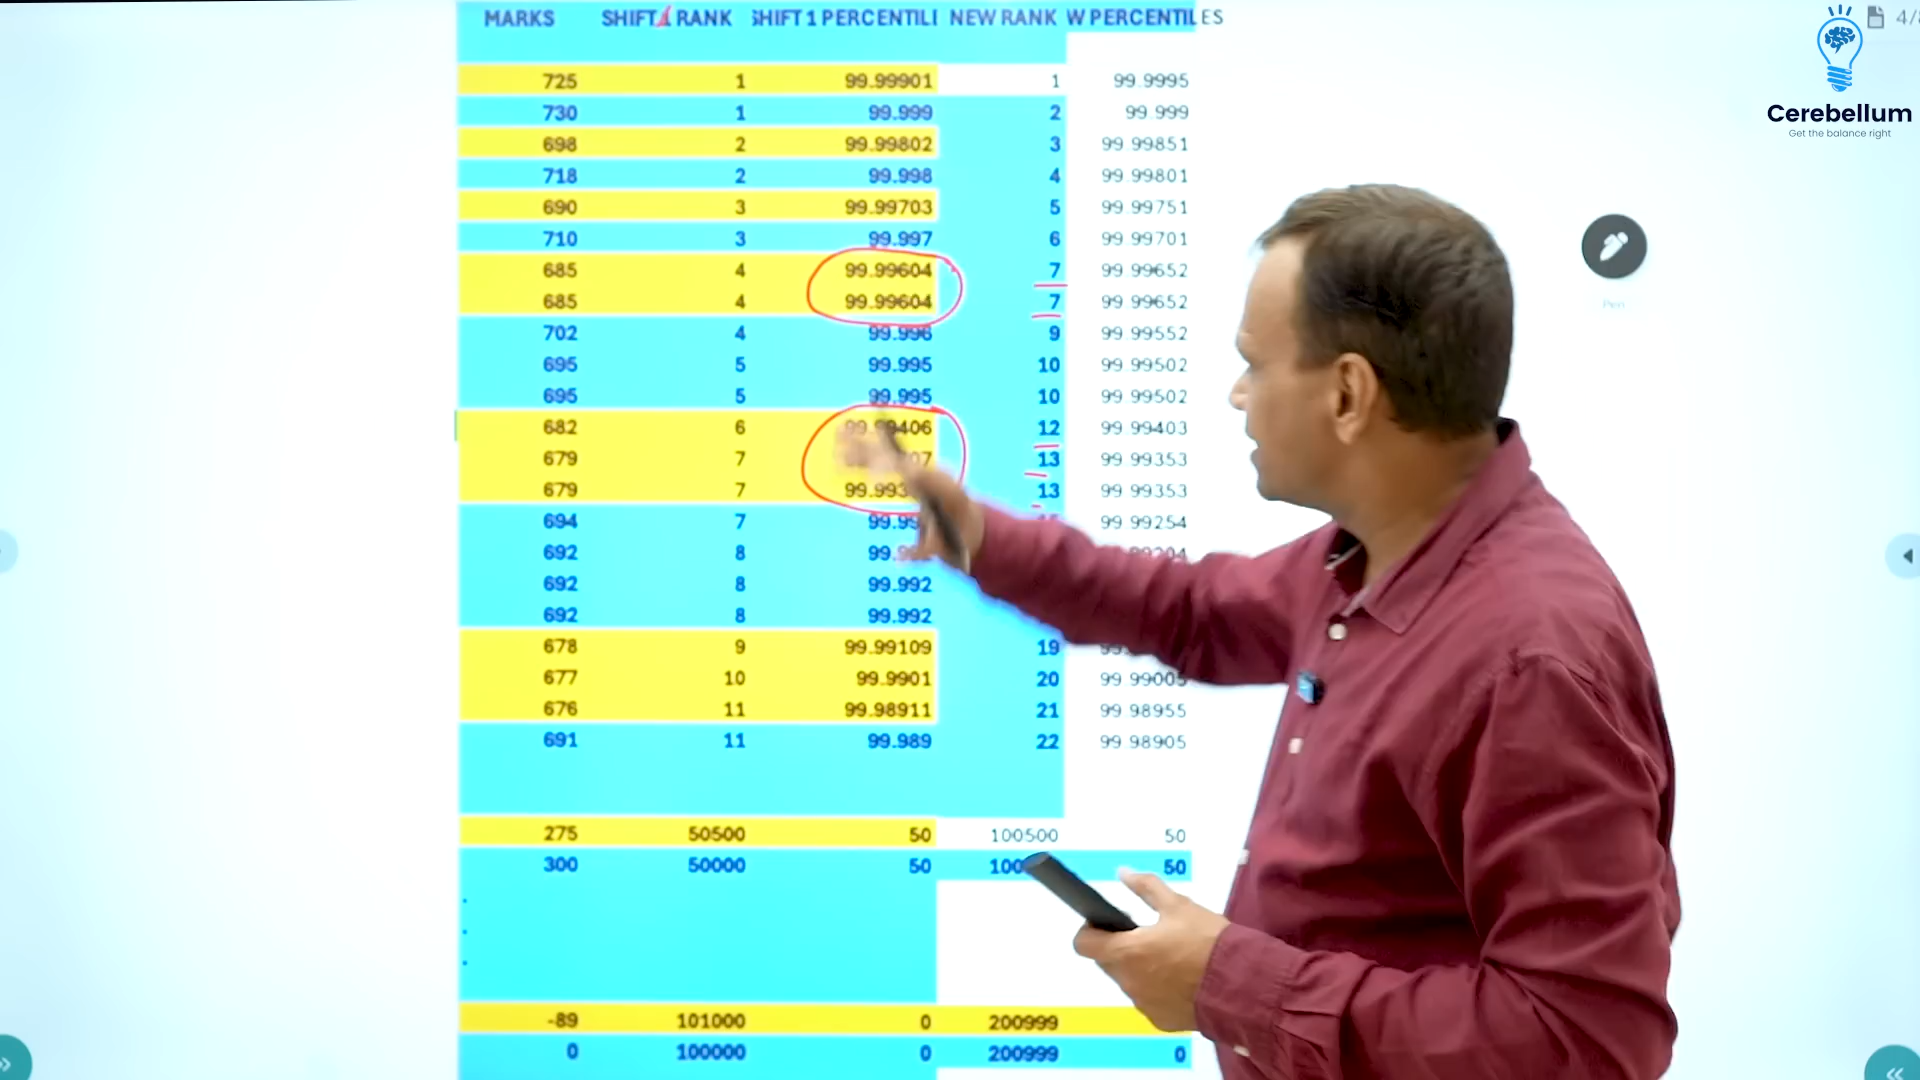 MARKS SHIFT 1 RANK SHIFT 1 PERCENTILI NEW RANK W PERCENTILES
725 1 99.99901 1 99.9995
730 1 99.999 2 99.999
698 2 99.99802 3 99.99851
718 2 99.998 4 99.99801
690 3 99.99703 5 99.99751
710 3 99.997 6 99.99701
685 4 99.99604 7 99.99652
685 4 99.99604 7 99.99652
702 4 99.996 9 99.99552
695 5 99.995 10 99.99502
695 5 99.995 10 99.99502
682 6 99.99406 12 99.99403
679 7 13 99.99353
679 7 13 99.99353
694 7 99.99254
692 8
692 8 99.992
692 8 99.992
678 9 99.99109 19
677 10 99.9901 20 99.99005
676 11 99.98911 21 99.98955
691 11 99.989 22 99.98905
275 50500 50 100500 50
300 50000 50 50
-89 101000 0 200999
0 100000 0 200999 0
4/
Cerebellum
Get the balance right
Pen